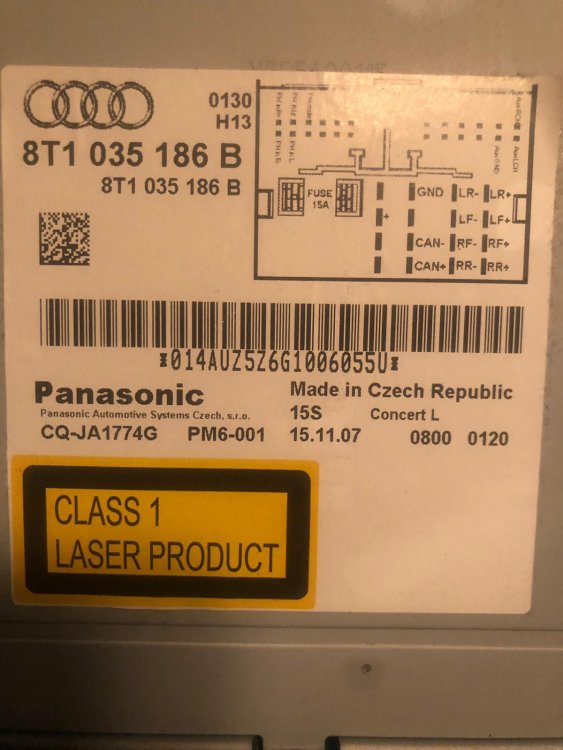 0130
H13
8T1 035 186 B
8T1 035 186 B
FUSE
15A
+
GND LR- LR+
LF- LF+
CAN- RF- RF+
CAN+ RR- RR+
*014AUZ5Z6G1006055U*
Panasonic
Made in Czech Republic
Panasonic Automotive Systems Czech, s.r.o.
15S Concert L
CQ-JA1774G PM6-001 15.11.07 0800 0120
CLASS 1
LASER PRODUCT